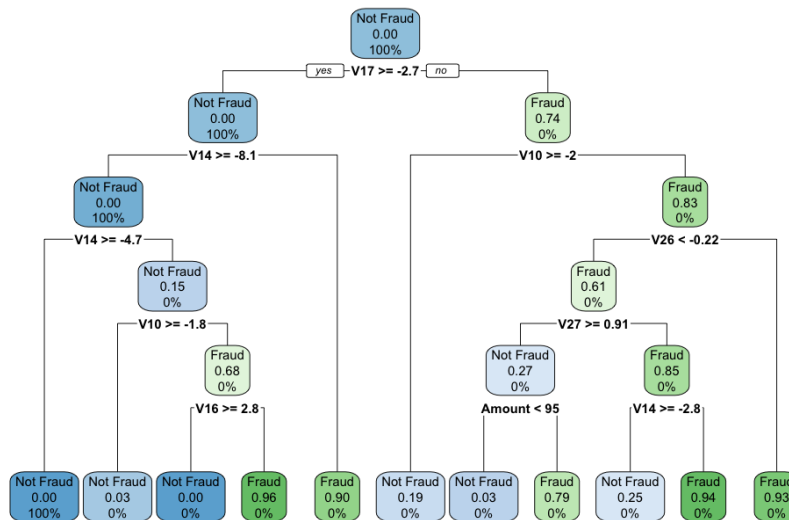 Not Fraud
0.00
100%
yes V17 >= -2.7 no
Not Fraud
0.00
100%
Fraud
0.74
0%
V14 >= -8.1
V10 >= -2
Not Fraud
0.00
100%
Fraud
0.83
0%
V14 >= -4.7
V26 < -0.22
Not Fraud
0.15
0%
Fraud
0.61
0%
V10 >= -1.8
V27 >= 0.91
Fraud
0.68
0%
Not Fraud
0.27
0%
Fraud
0.85
0%
V16 >= 2.8
Amount < 95
V14 >= -2.8
Not Fraud
0.00
100%
Not Fraud
0.03
0%
Not Fraud
0.00
0%
Fraud
0.96
0%
Fraud
0.90
0%
Not Fraud
0.19
0%
Not Fraud
0.03
0%
Fraud
0.79
0%
Not Fraud
0.25
0%
Fraud
0.94
0%
Fraud
0.93
0%